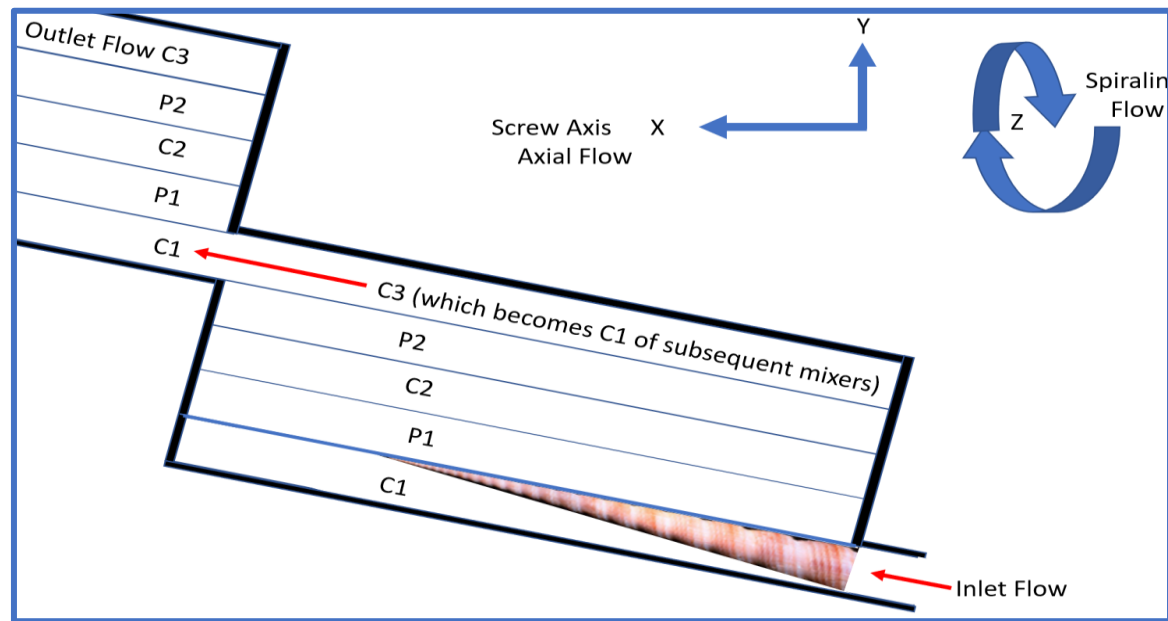 Outlet Flow C3
P2
C2
P1
C1
Y
Screw Axis X
Axial Flow
Z
Spiralin
Flow
C3 (which becomes C1 of subsequent mixers)
P2
C2
P1
C1
Inlet Flow